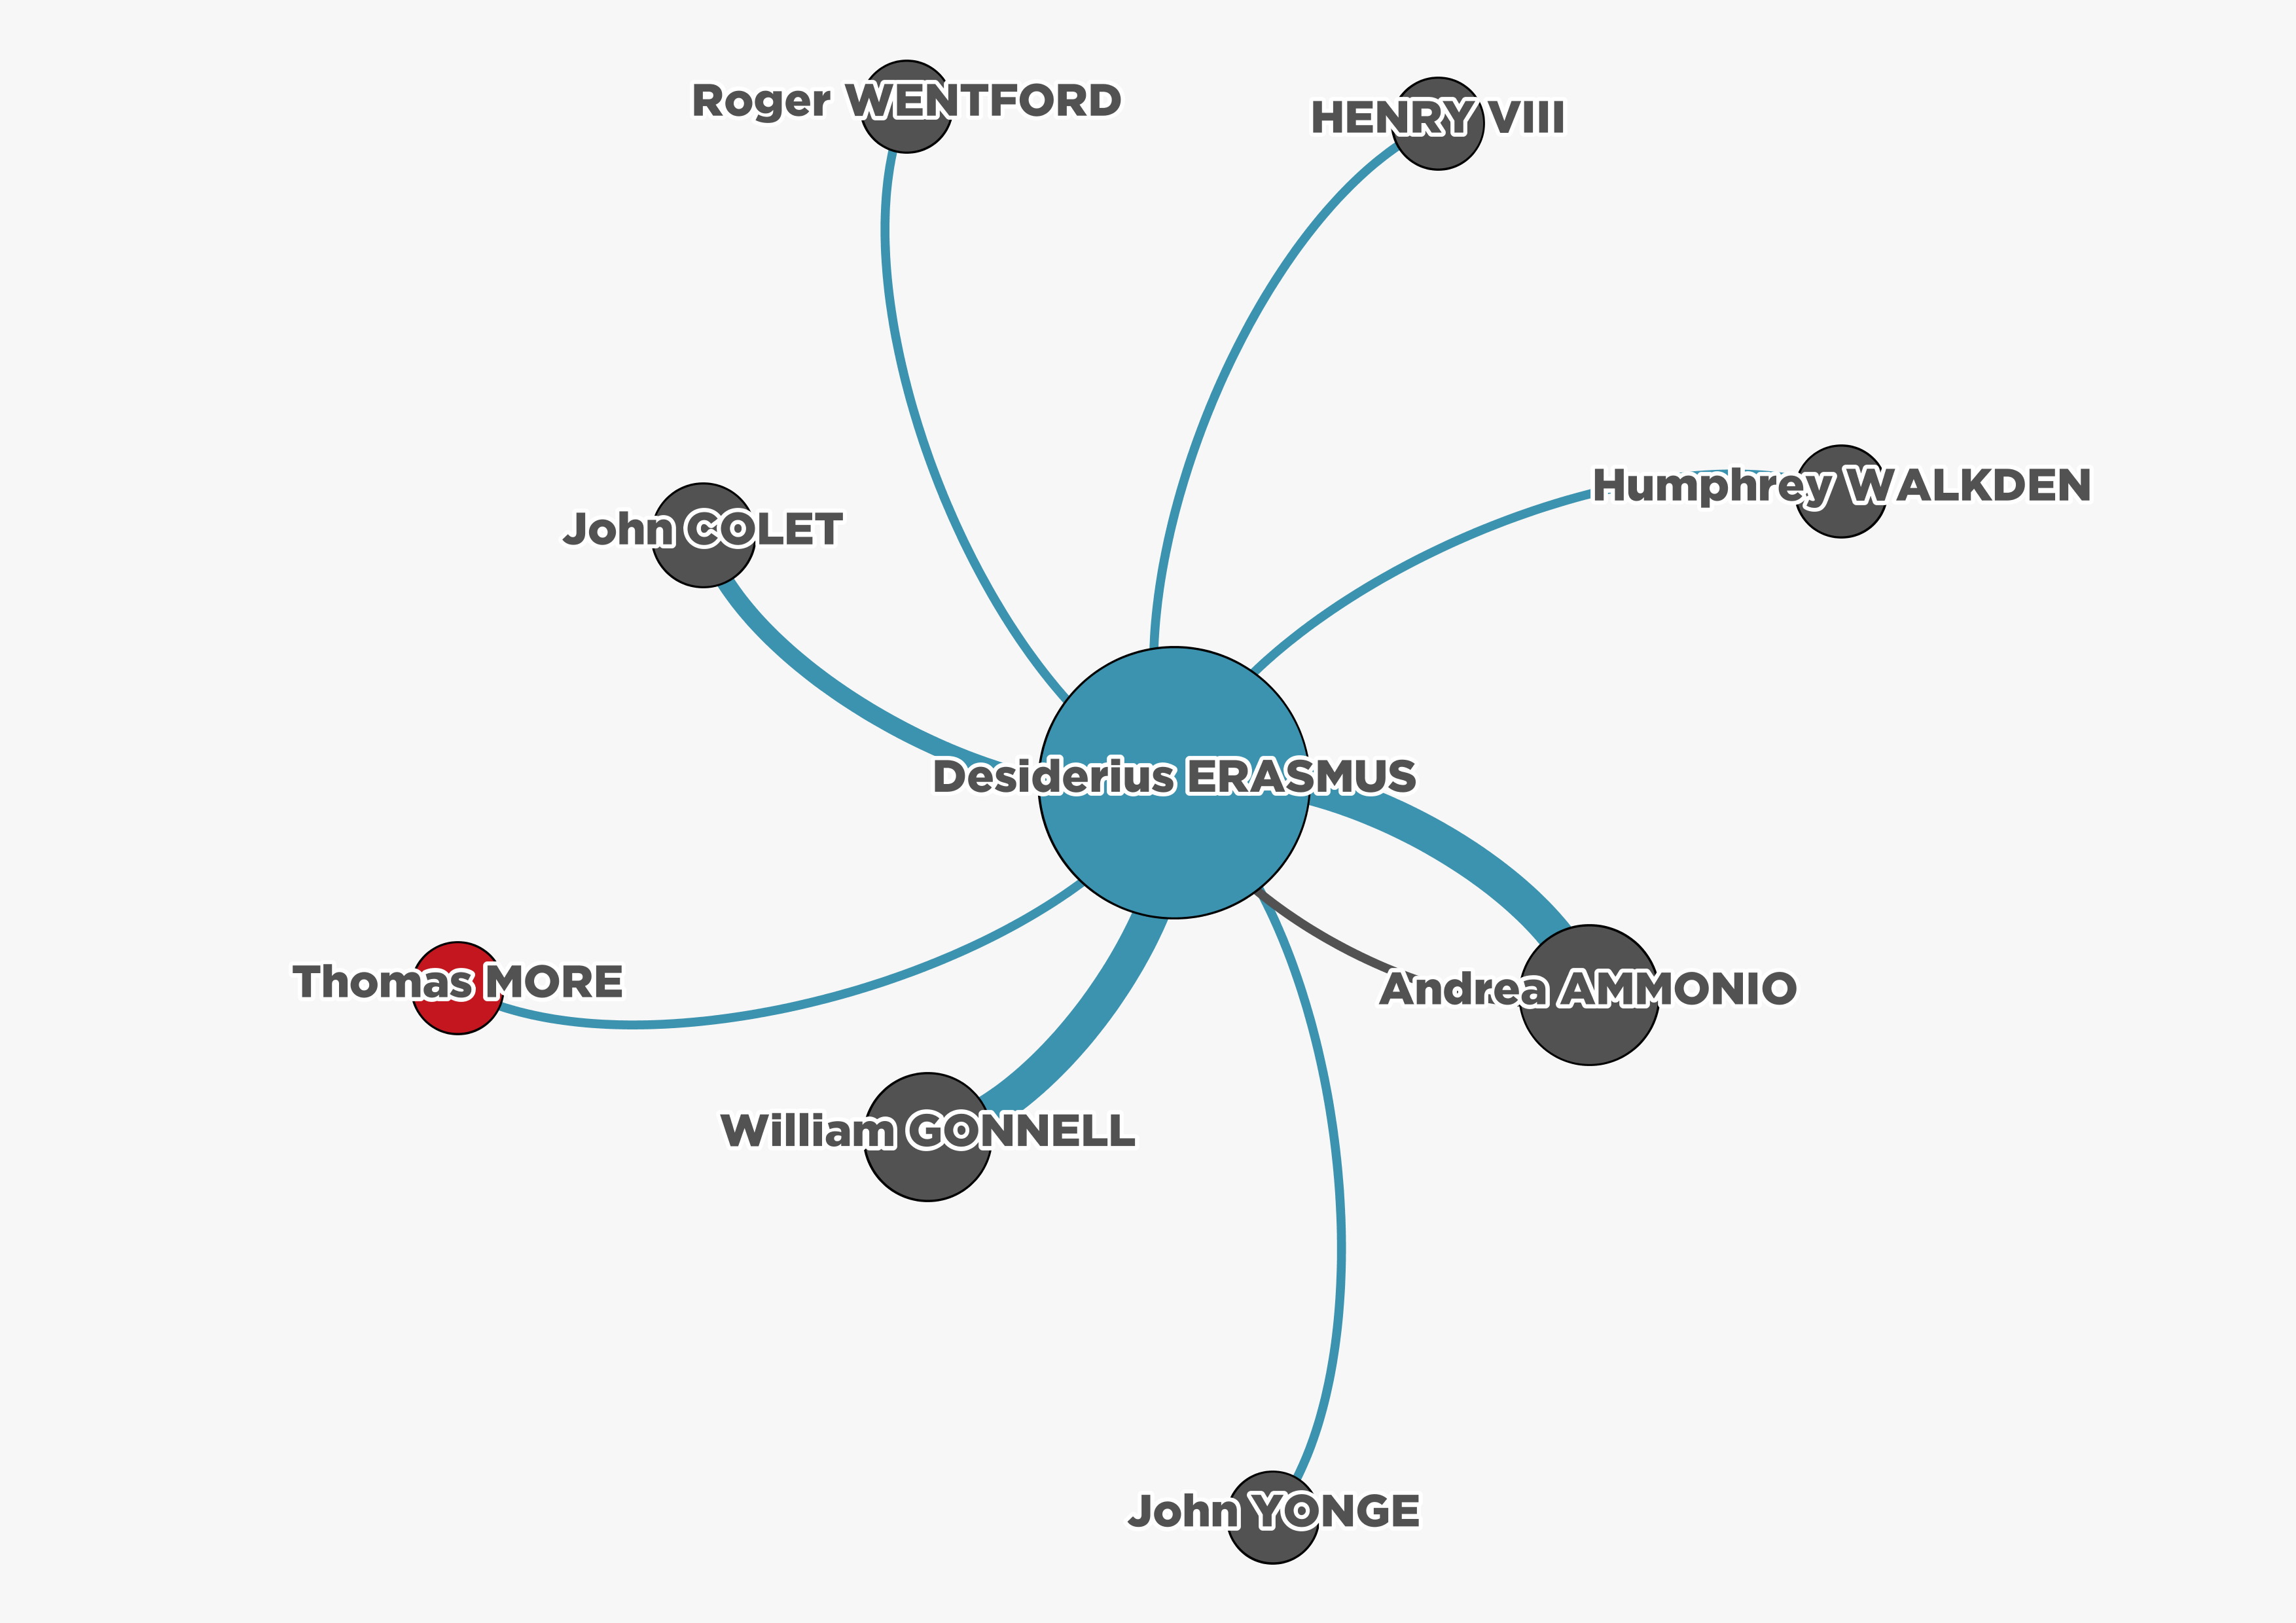 Roger WENTFORD
HENRY VIII
Humphrey WALKDEN
John COLET
Desiderius ERASMUS
Thomas MORE
Andrea AMMONIO
William GONNELL
John YONGE